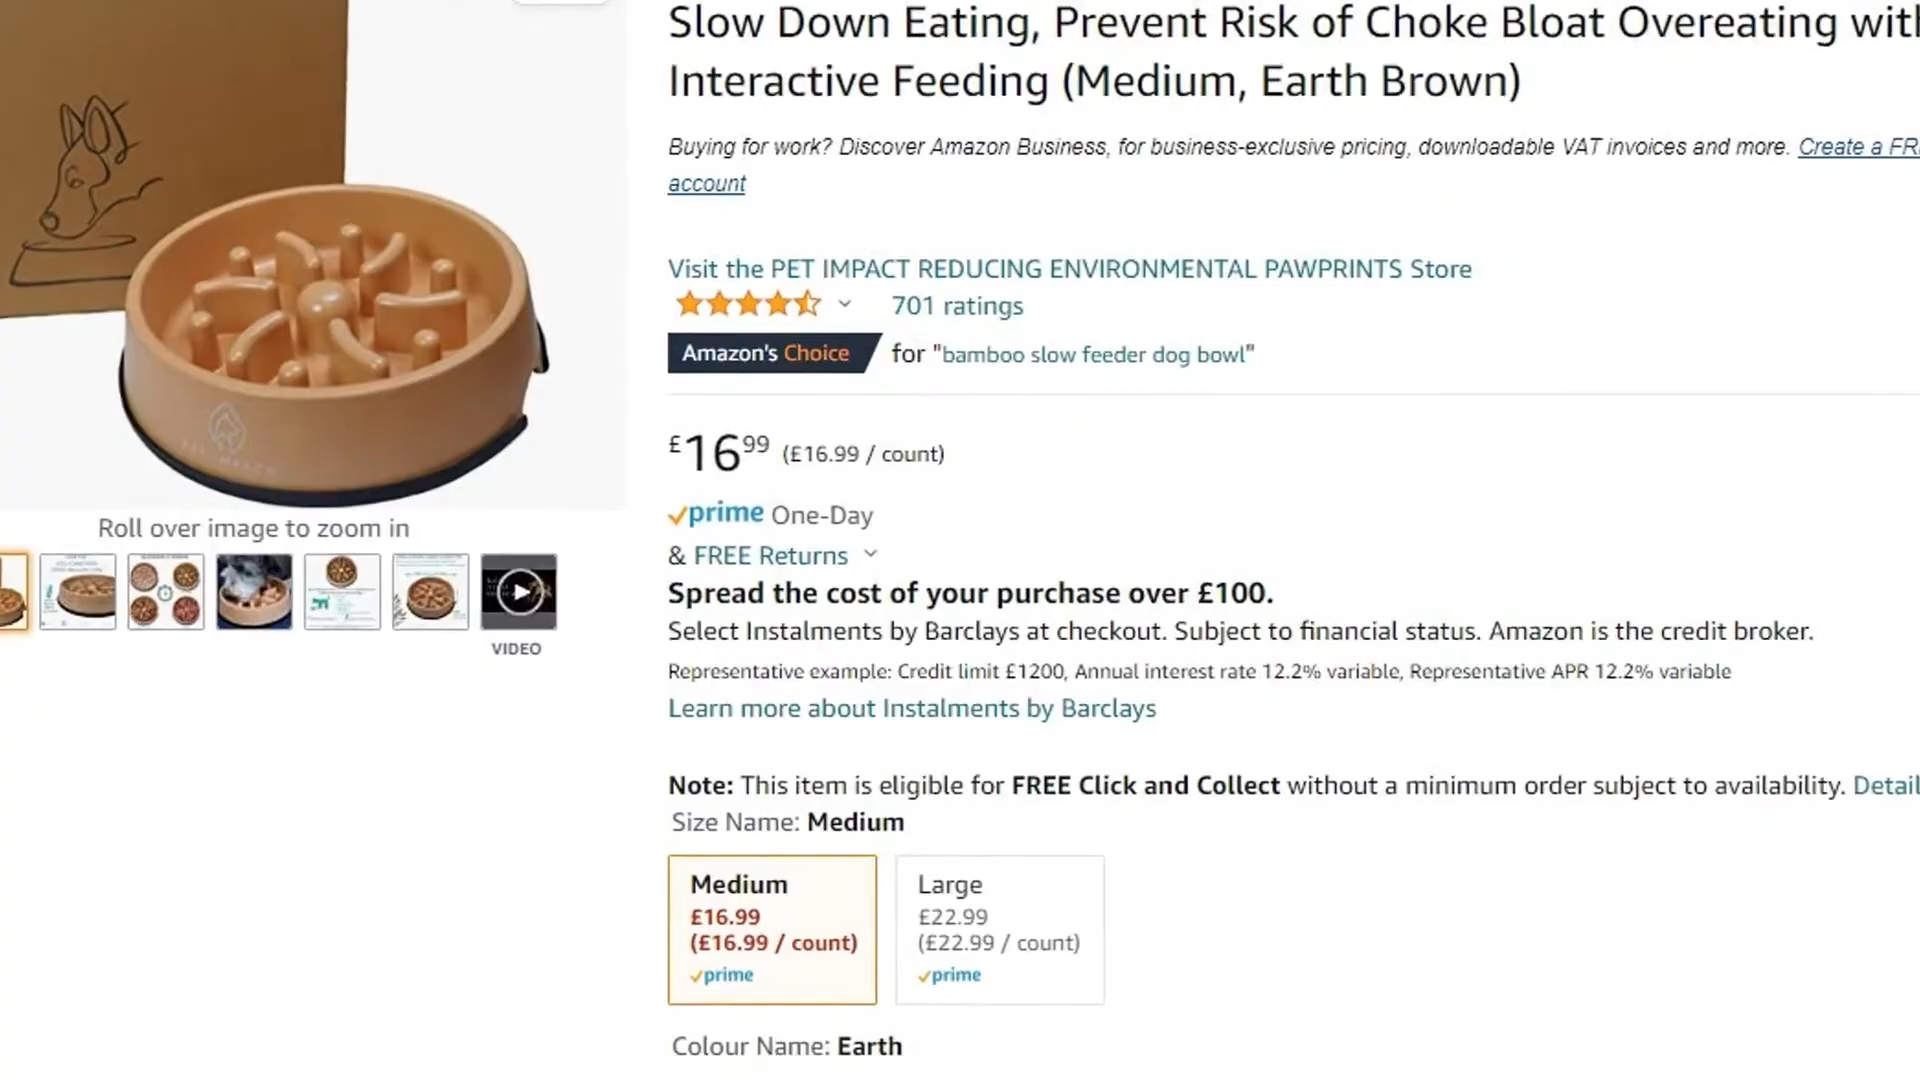 Slow Down Eating, Prevent Risk of Choke Bloat Overeating
Interactive Feeding (Medium, Earth Brown)
Buying for work? Discover Amazon Business, for business-exclusive pricing, downloadable VAT invoices and more. Create a
account
Visit the PET IMPACT REDUCING ENVIRONMENTAL PAWPRINTS Store
701 ratings
Amazon's Choice for "bamboo slow feeder dog bowl"
£16.99 (£16.99 / count)
prime One-Day
& FREE Returns
Spread the cost of your purchase over £100.
Select Instalments by Barclays at checkout. Subject to financial status. Amazon is the credit broker.
Representative example: Credit limit £1200, Annual interest rate 12.2% variable, Representative APR 12.2% variable
Learn more about Instalments by Barclays
Note: This item is eligible for FREE Click and Collect without a minimum order subject to availability. Detail
Size Name: Medium
Medium
£16.99
(£16.99 / count)
prime
Large
£22.99
(£22.99 / count)
prime
Colour Name: Earth
Roll over image to zoom in
VIDEO